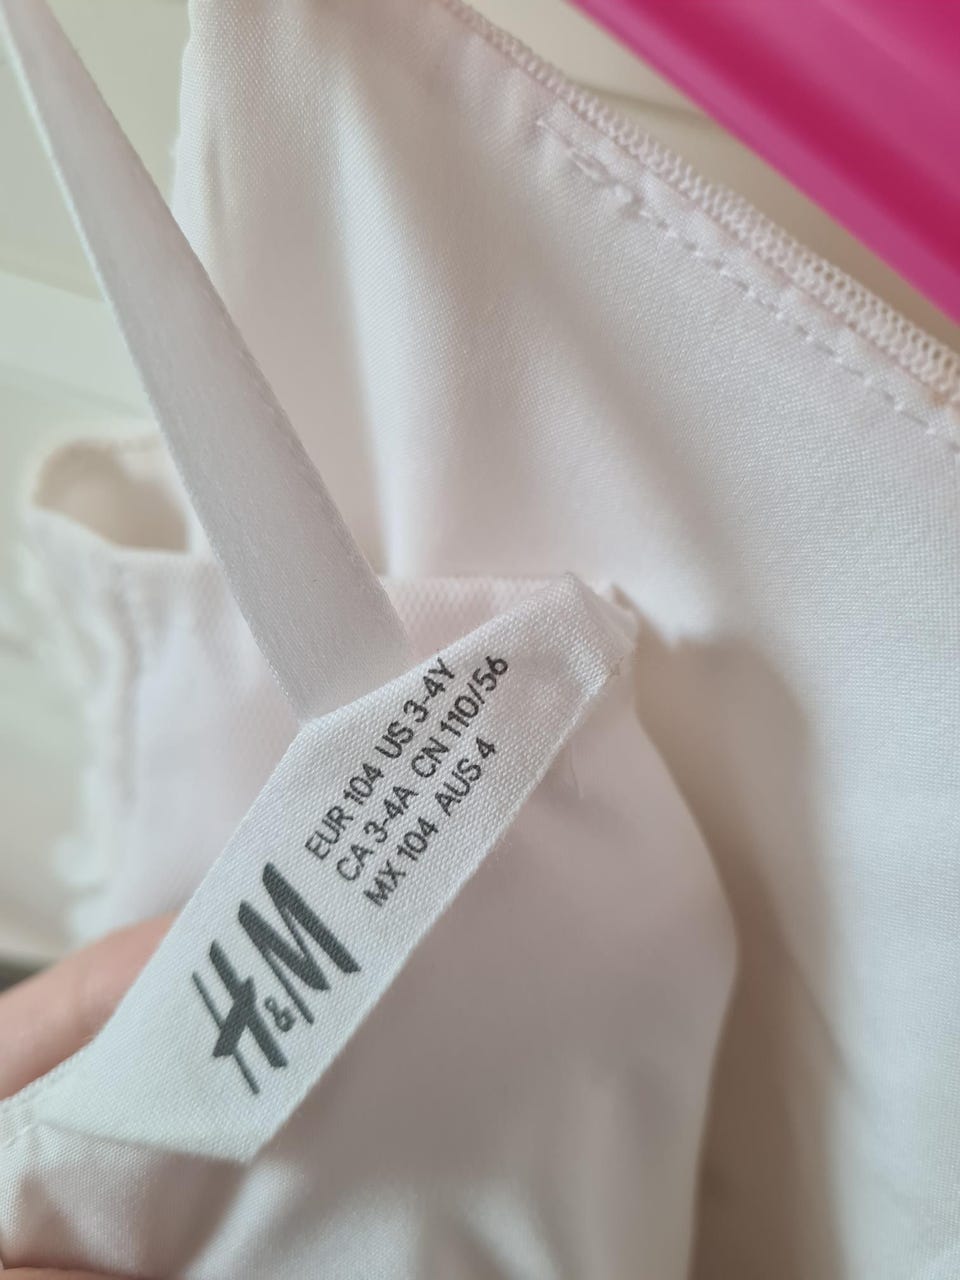 H&M
EUR 104 US 3-4Y
CA 3-4A CN 110/56
MX 104 AUS 4